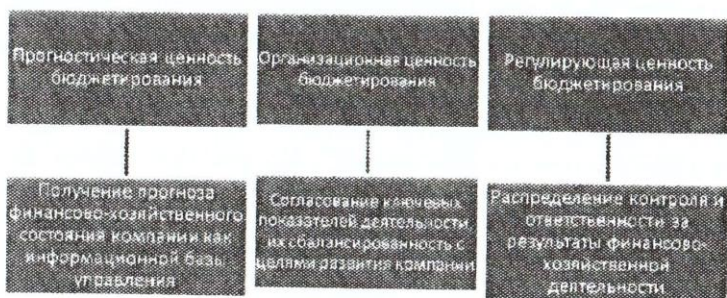 Прогностическая ценность
бюджетирования
Организационная ценность
бюджетирования
Регулирующая ценность
бюджетирования
Получение прогноза
финансово-хозяйственного
состояния компании как
информационной базы
управления
Согласование ключевых
показателей деятельности,
их сбалансированность с
целями развития компании
Распределение контроля и
ответственности за
результаты финансово-
хозяйственной
деятельности